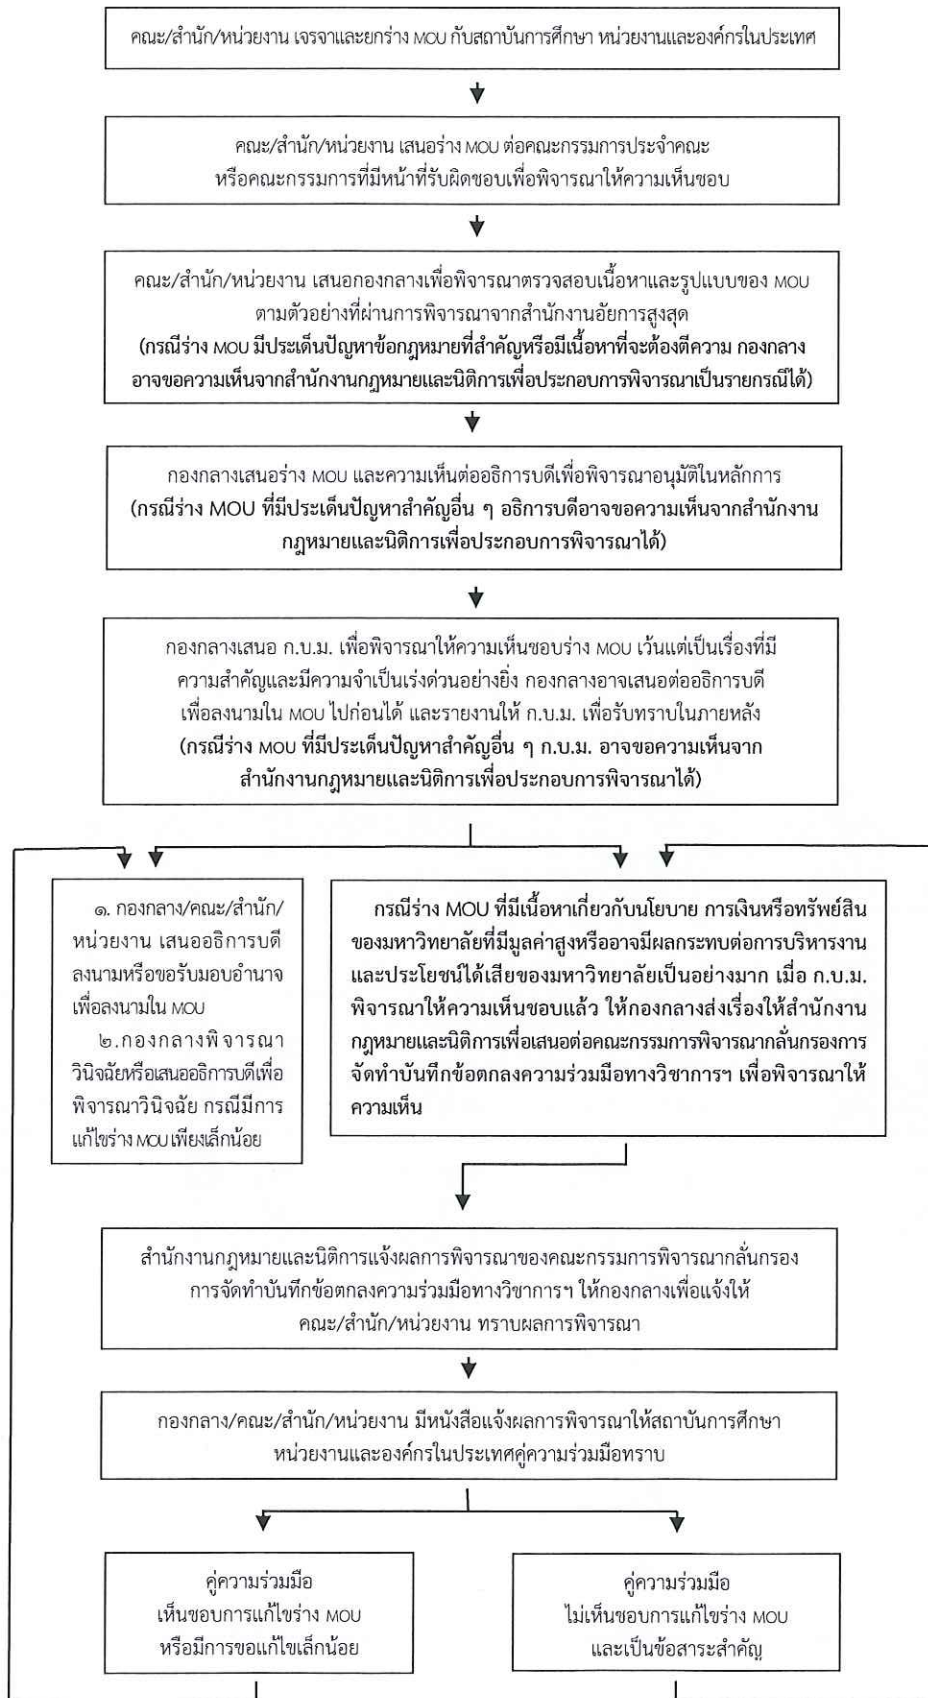 คณะ/สำนัก/หน่วยงาน เจรจาและยกร่าง MOU กับสถาบันการศึกษา หน่วยงานและองค์กรในประเทศ
คณะ/สำนัก/หน่วยงาน เสนอร่าง MOU ต่อคณะกรรมการประจำคณะ
หรือคณะกรรมการที่มีหน้าที่รับผิดชอบเพื่อพิจารณาให้ความเห็นชอบ
คณะ/สำนัก/หน่วยงาน เสนอกองกลางเพื่อพิจารณาตรวจสอบเนื้อหาและรูปแบบของ MOU
ตามตัวอย่างที่ผ่านการพิจารณาจากสำนักงานอัยการสูงสุด
(กรณีร่าง MOU มีประเด็นปัญหาข้อกฎหมายที่สำคัญหรือมีเนื้อหาที่จะต้องตีความ กองกลาง
อาจขอความเห็นจากสำนักงานกฎหมายและนิติการเพื่อประกอบการพิจารณาเป็นรายกรณีได้)
กองกลางเสนอร่าง MOU และความเห็นต่ออธิการบดีเพื่อพิจารณาอนุมัติในหลักการ
(กรณีร่าง MOU ที่มีประเด็นปัญหาสำคัญอื่น ๆ อธิการบดีอาจขอความเห็นจากสำนักงาน
กฎหมายและนิติการเพื่อประกอบการพิจารณาได้)
กองกลางเสนอ ก.บ.ม. เพื่อพิจารณาให้ความเห็นชอบร่าง MOU เว้นแต่เป็นเรื่องที่มี
ความสำคัญและมีความจำเป็นเร่งด่วนอย่างยิ่ง กองกลางอาจเสนอต่ออธิการบดี
เพื่อลงนามใน MOU ไปก่อนได้ และรายงานให้ ก.บ.ม. เพื่อรับทราบในภายหลัง
(กรณีร่าง MOU ที่มีประเด็นปัญหาสำคัญอื่น ๆ ก.บ.ม. อาจขอความเห็นจาก
สำนักงานกฎหมายและนิติการเพื่อประกอบการพิจารณาได้)
๑. กองกลาง/คณะ/สำนัก/
หน่วยงาน เสนออธิการบดี
ลงนามหรือขอรับมอบอำนาจ
เพื่อลงนามใน MOU
๒.กองกลางพิจารณา
วินิจฉัยหรือเสนออธิการบดีเพื่อ
พิจารณาวินิจฉัย กรณีมีการ
แก้ไขร่าง MOU เพียงเล็กน้อย
กรณีร่าง MOU ที่มีเนื้อหาเกี่ยวกับนโยบาย การเงินหรือทรัพย์สิน
ของมหาวิทยาลัยที่มีมูลค่าสูงหรืออาจมีผลกระทบต่อการบริหารงาน
และประโยชน์ได้เสียของมหาวิทยาลัยเป็นอย่างมาก เมื่อ ก.บ.ม.
พิจารณาให้ความเห็นชอบแล้ว ให้กองกลางส่งเรื่องให้สำนักงาน
กฎหมายและนิติการเพื่อเสนอต่อคณะกรรมการพิจารณากลั่นกรองการ
จัดทำบันทึกข้อตกลงความร่วมมือทางวิชาการฯ เพื่อพิจารณาให้
ความเห็น
สำนักงานกฎหมายและนิติการแจ้งผลการพิจารณาของคณะกรรมการพิจารณากลั่นกรอง
การจัดทำบันทึกข้อตกลงความร่วมมือทางวิชาการฯ ให้กองกลางเพื่อแจ้งให้
คณะ/สำนัก/หน่วยงาน ทราบผลการพิจารณา
กองกลาง/คณะ/สำนัก/หน่วยงาน มีหนังสือแจ้งผลการพิจารณาให้สถาบันการศึกษา
หน่วยงานและองค์กรในประเทศคู่ความร่วมมือทราบ
คู่ความร่วมมือ
เห็นชอบการแก้ไขร่าง MOU
หรือมีการขอแก้ไขเล็กน้อย
คู่ความร่วมมือ
ไม่เห็นชอบการแก้ไขร่าง MOU
และเป็นข้อสาระสำคัญ